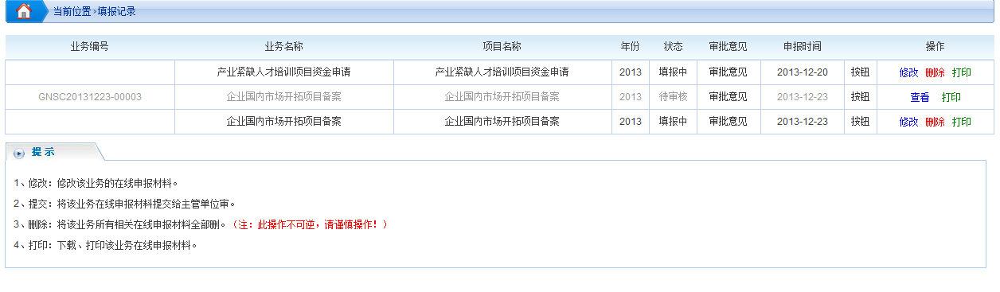 当前位置>填报记录
业务编号 业务名称 项目名称 年份 状态 审批意见 申报时间 操作
产业紧缺人才培训项目资金申请 产业紧缺人才培训项目资金申请 2013 填报中 审批意见 2013-12-20 按钮 修改 删除 打印
GNSC20131223-00003 企业国内市场开拓项目备案 企业国内市场开拓项目备案 2013 待审核 审批意见 2013-12-23 按钮 查看 打印
企业国内市场开拓项目备案 企业国内市场开拓项目备案 2013 填报中 审批意见 2013-12-23 按钮 修改 删除 打印
提示
1、修改：修改该业务的在线申报材料。
2、提交：将该业务在线申报材料提交给主管单位审。
3、删除：将该业务所有相关在线申报材料全部删。（注：此操作不可逆，请谨慎操作！）
4、打印：下载、打印该业务在线申报材料。